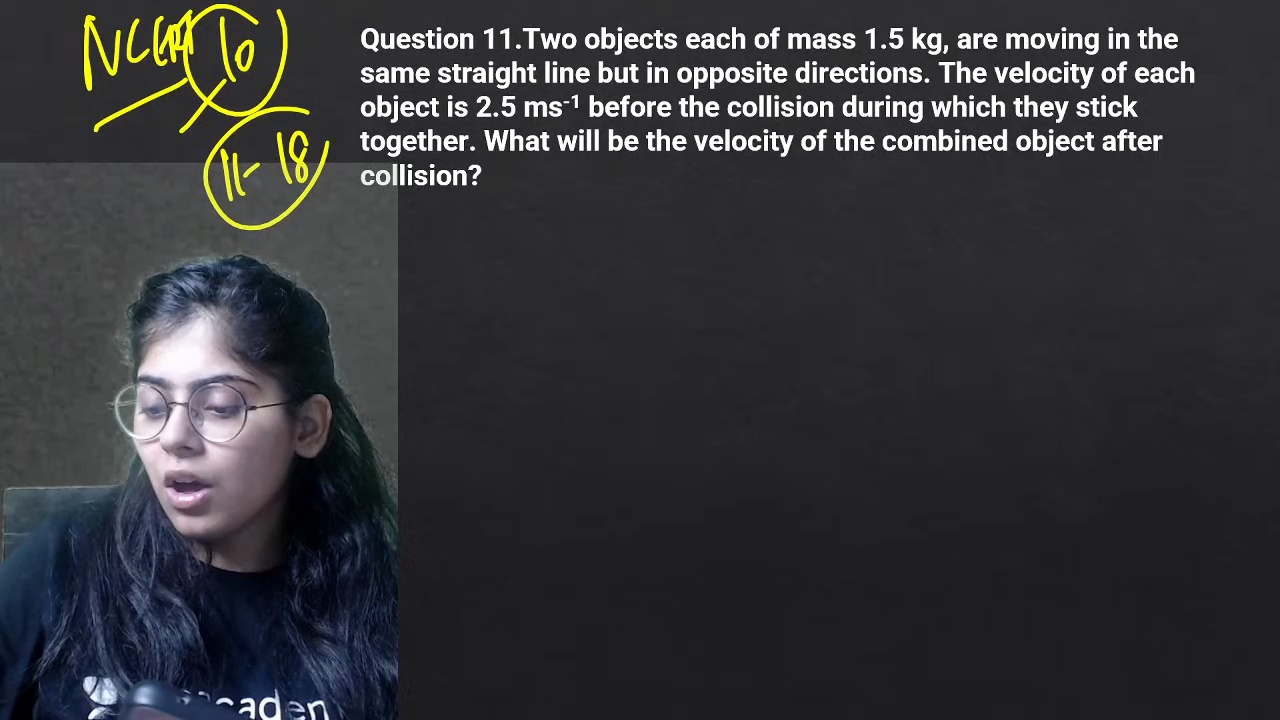 NCERT 10
11-18
Question 11.Two objects each of mass 1.5 kg, are moving in the
same straight line but in opposite directions. The velocity of each
object is 2.5 ms⁻¹ before the collision during which they stick
together. What will be the velocity of the combined object after
collision?